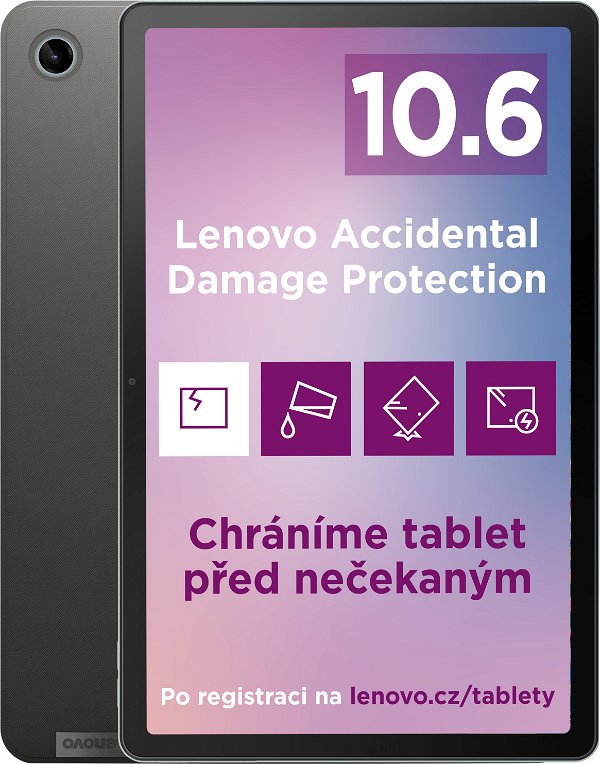 10.6
Lenovo Accidental
Damage Protection
Chráníme tablet
před nečekaným
Po registraci na lenovo.cz/tablety